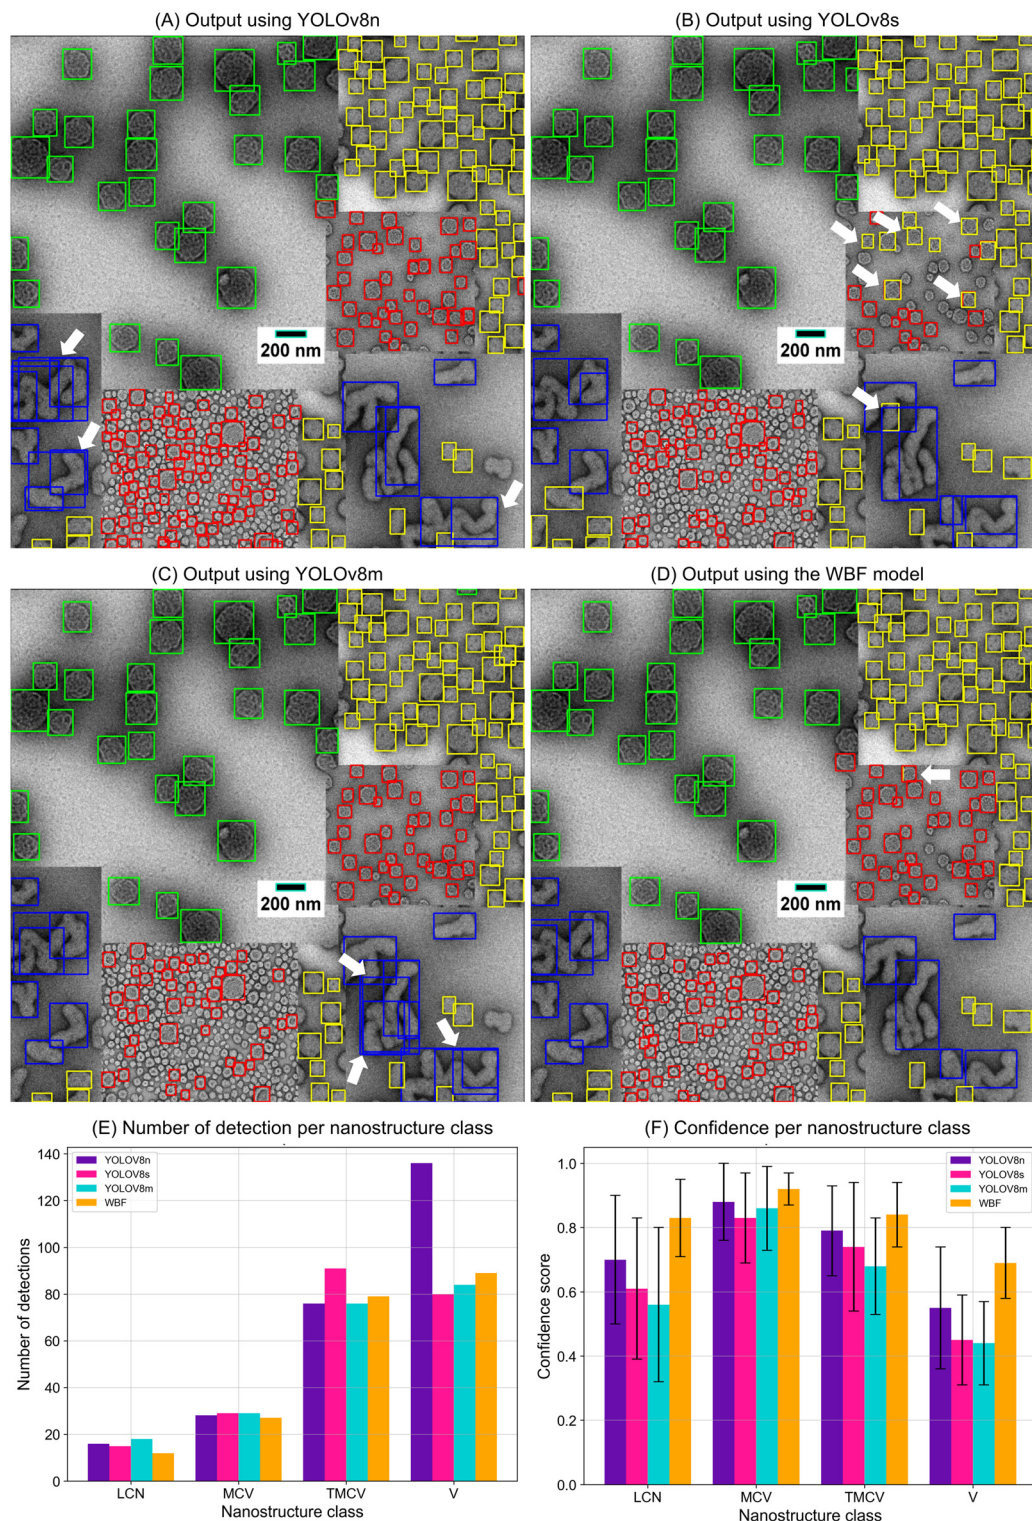 (A) Output using YOLOv8n
(B) Output using YOLOv8s
200 nm
200 nm
(C) Output using YOLOv8m
(D) Output using the WBF model
200 nm
200 nm
(E) Number of detection per nanostructure class
140
120
100
80
60
40
20
0
Number of detections
YOLOV8n
YOLOV8s
YOLOV8m
WBF
LCN
MCV
TMCV
V
Nanostructure class
(F) Confidence per nanostructure class
1.0
0.8
0.6
0.4
0.2
0.0
Confidence score
YOLOV8n
YOLOV8s
YOLOV8m
WBF
LCN
MCV
TMCV
V
Nanostructure class